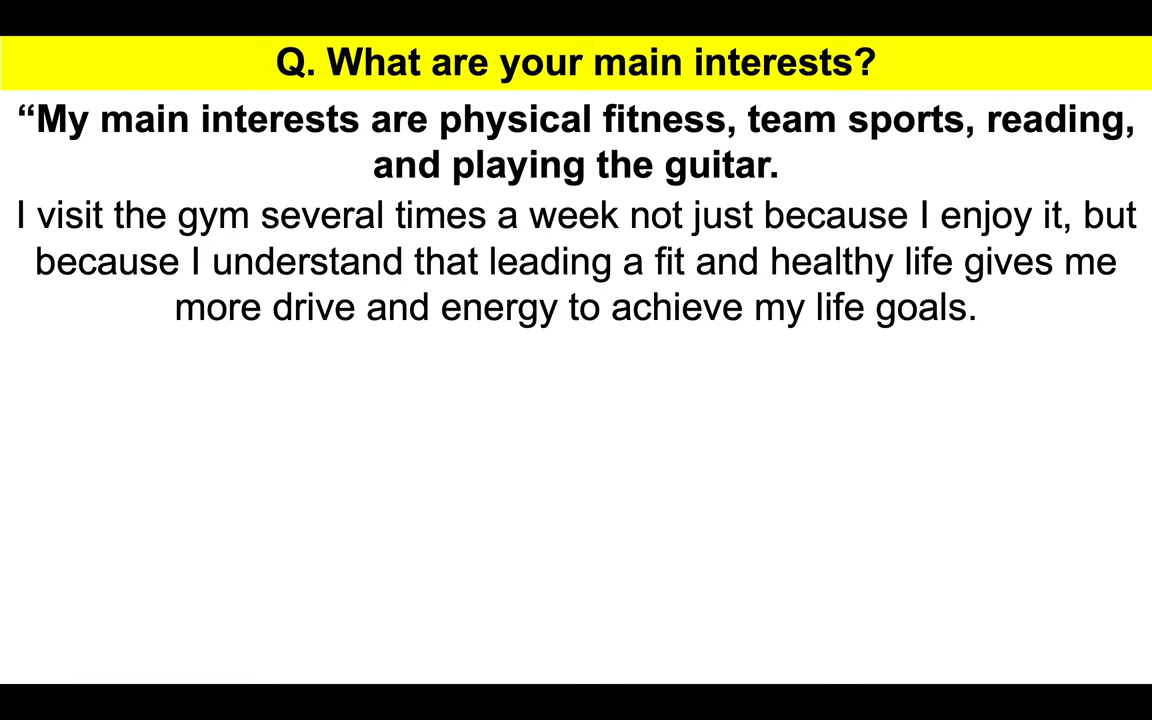 Q. What are your main interests?
“My main interests are physical fitness, team sports, reading,
and playing the guitar.
I visit the gym several times a week not just because I enjoy it, but
because I understand that leading a fit and healthy life gives me
more drive and energy to achieve my life goals.